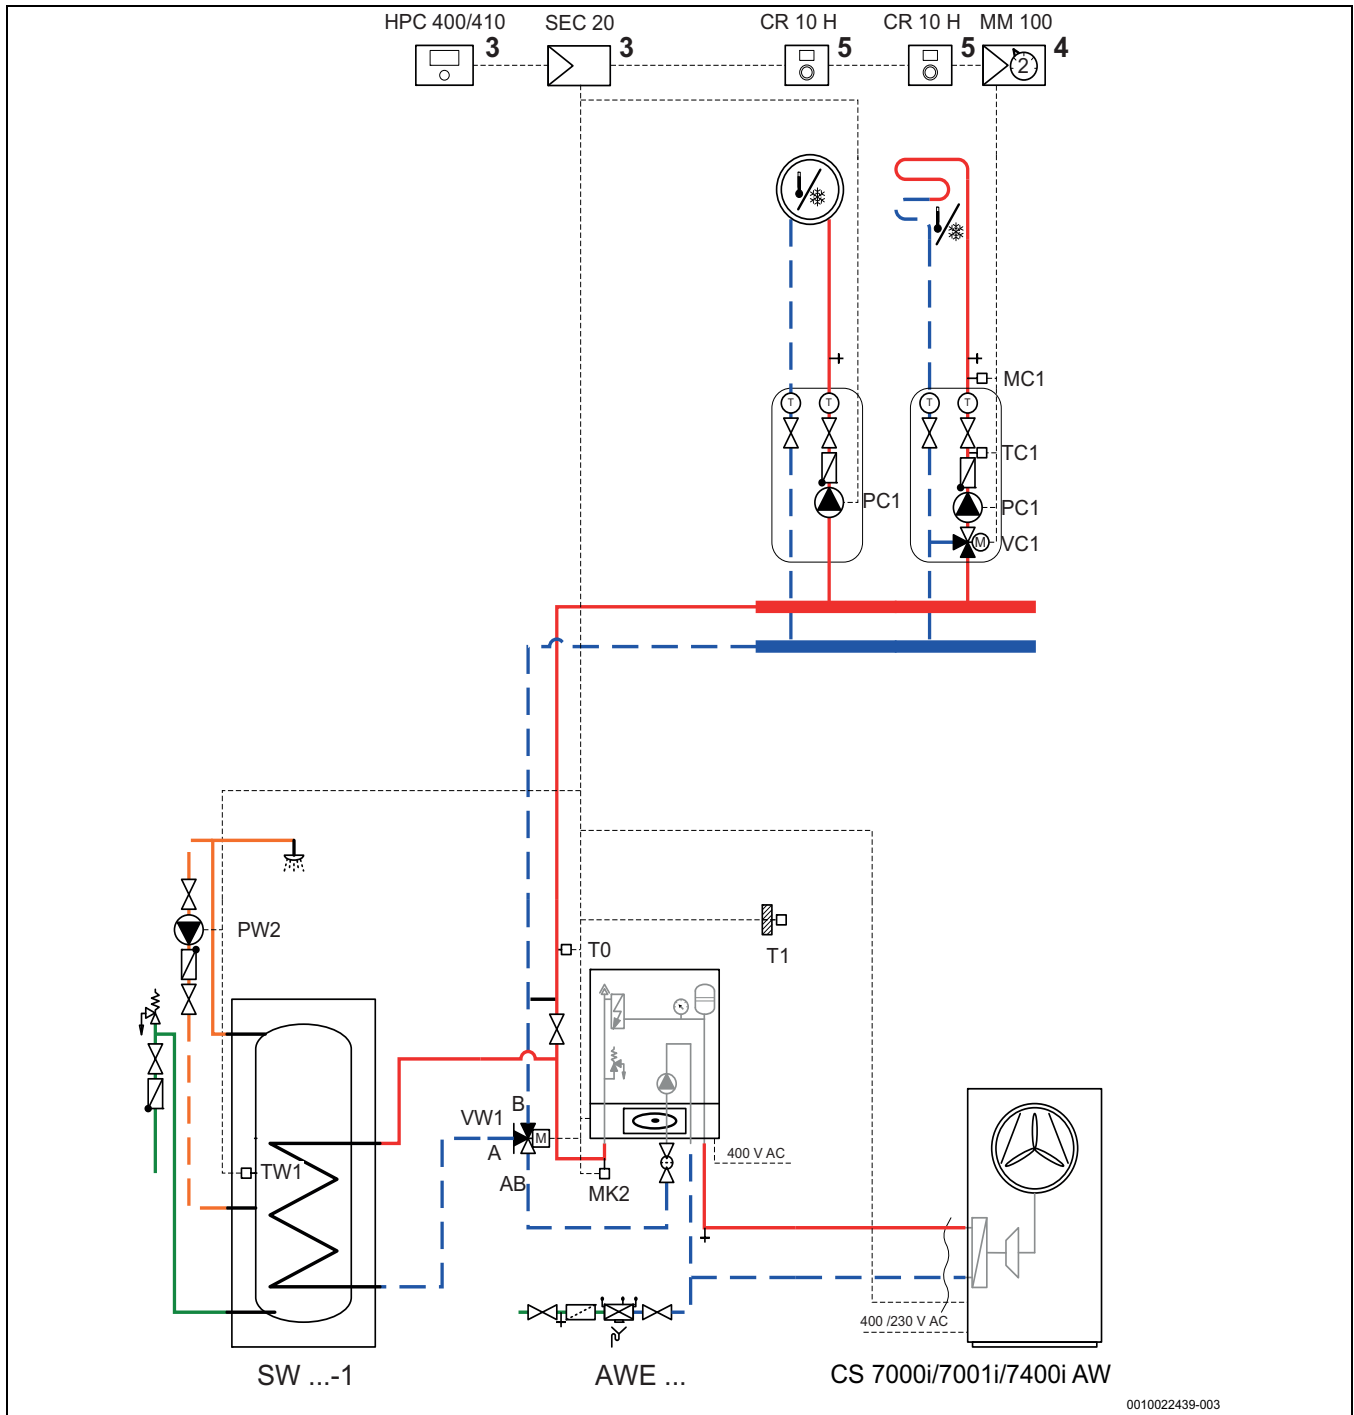 HPC 400/410
3
SEC 20
3
CR 10 H
5
CR 10 H
5
MM 100
4
2
T
T
T
T
MC1
TC1
PC1
PC1
M
VC1
PW2
T0
T1
B
VW1
M
A
AB
TW1
MK2
400 V AC
400 /230 V AC
SW ...-1
AWE ...
CS 7000i/7001i/7400i AW
0010022439-003